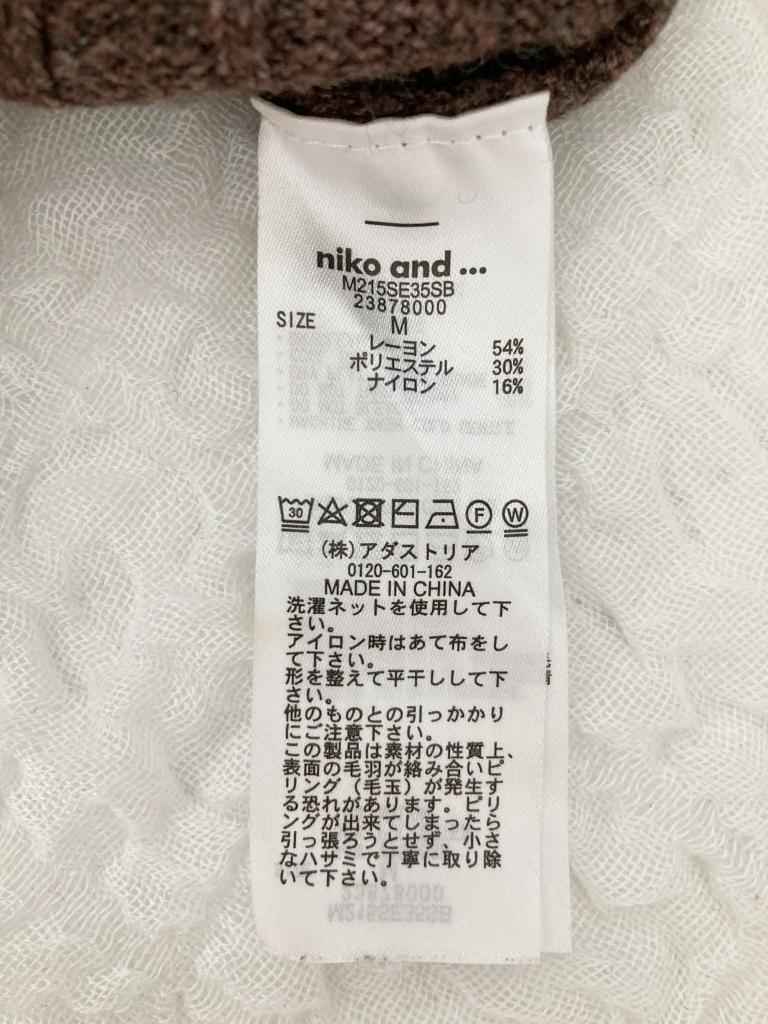 niko and ...
M215SE35SB
23878000
SIZE M
レーヨン 54%
ポリエステル 30%
ナイロン 16%
30
F W
(株)アダストリア
0120-601-162
MADE IN CHINA
洗濯ネットを使用して下
さい。
アイロン時はあて布をし
て下さい。
形を整えて平干しして下
さい。
他のものとの引っかかり
にご注意下さい。
この製品は素材の性質上、
表面の毛羽が絡み合いピ
リング(毛玉)が発生す
る恐れがあります。ピリ
ングが出来てしまったら
引っ張ろうとせず、小さ
なハサミで丁寧に取り除
いて下さい。